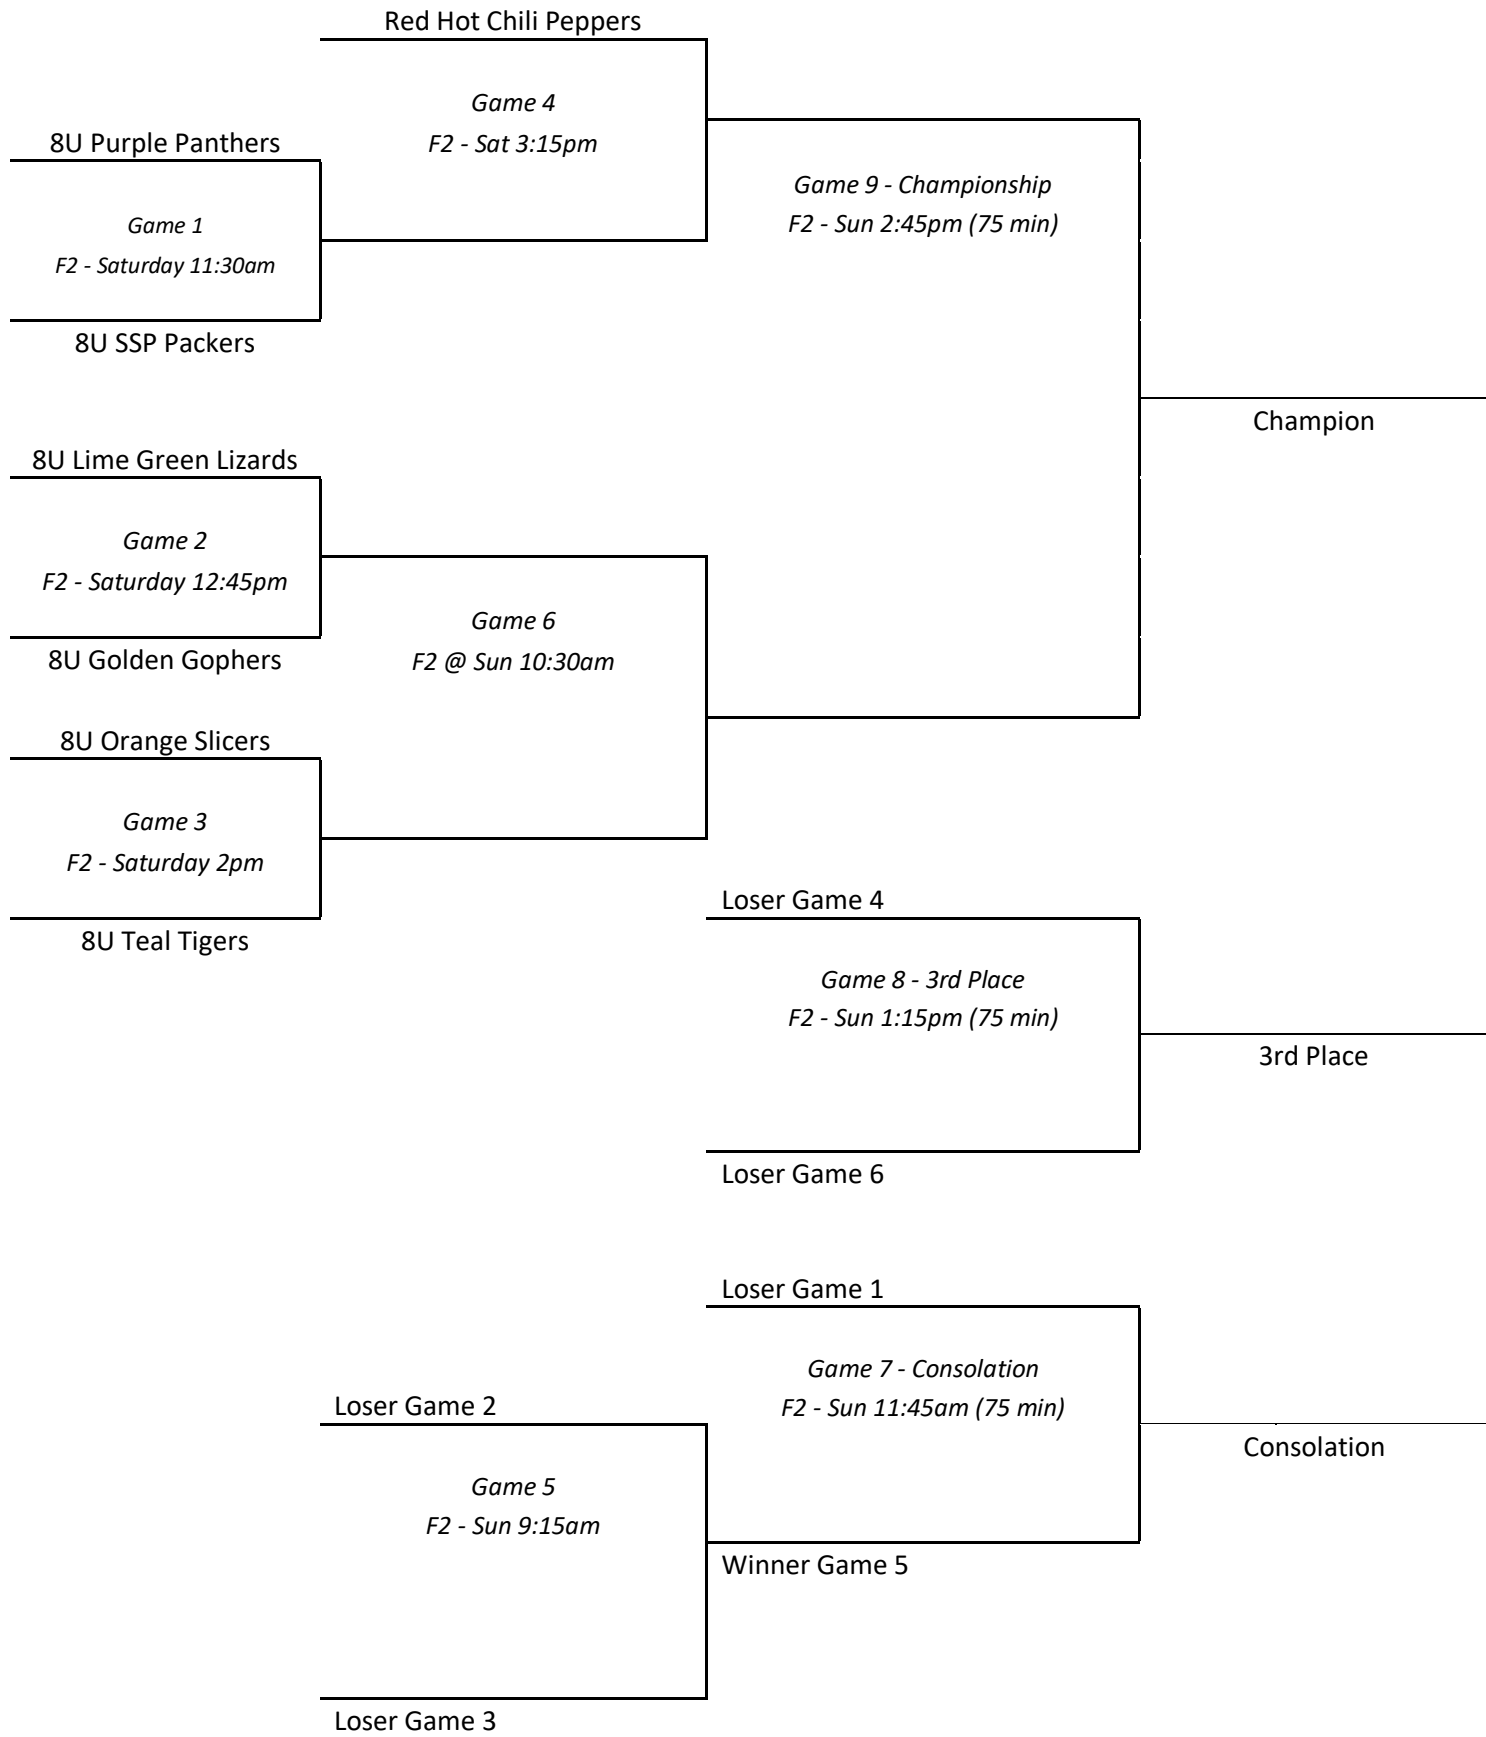 Red Hot Chili Peppers
Game 4
F2 - Sat 3:15pm
8U Purple Panthers
Game 1
F2 - Saturday 11:30am
8U SSP Packers
Game 9 - Championship
F2 - Sun 2:45pm (75 min)
Champion
8U Lime Green Lizards
Game 2
F2 - Saturday 12:45pm
8U Golden Gophers
Game 6
F2 @ Sun 10:30am
8U Orange Slicers
Game 3
F2 - Saturday 2pm
8U Teal Tigers
Loser Game 4
Game 8 - 3rd Place
F2 - Sun 1:15pm (75 min)
3rd Place
Loser Game 6
Loser Game 1
Game 7 - Consolation
F2 - Sun 11:45am (75 min)
Consolation
Loser Game 2
Game 5
F2 - Sun 9:15am
Winner Game 5
Loser Game 3